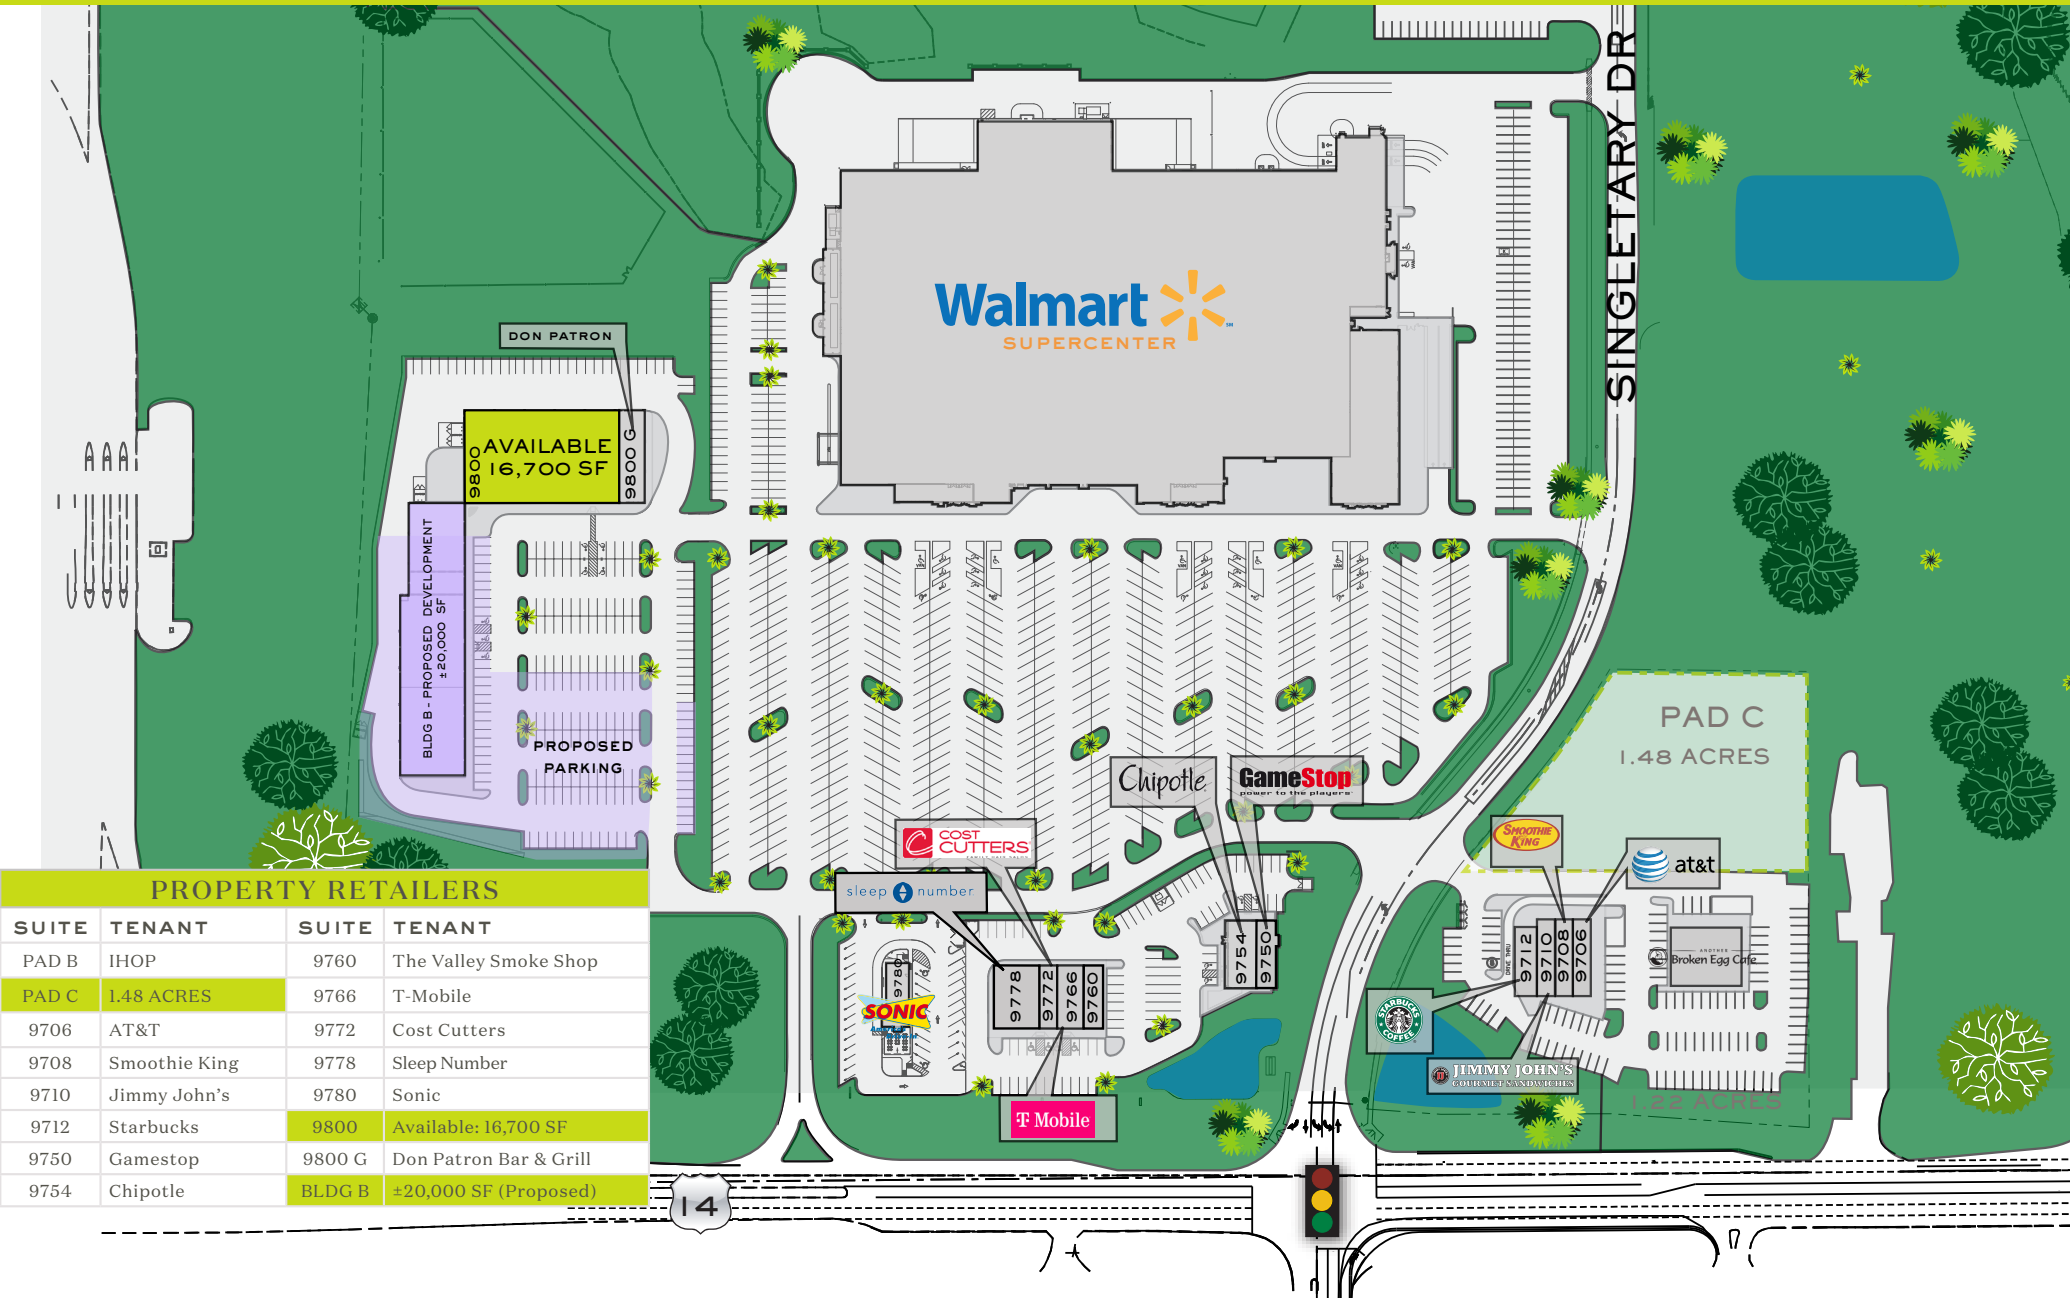 SINGLETARY DR
Walmart
SUPERCENTER
DON PATRON
9800
AVAILABLE
16,700 SF
9800 G
BLDG B - PROPOSED DEVELOPMENT
±20,000 SF
PROPOSED
PARKING
PAD C
1.48 ACRES
Chipotle
GameStop
power to the players
COST
CUTTERS
sleep number
SMOOTHIE
KING
at&t
9754
9750
9712
9710
9708
9706
DRIVE THRU
ANOTHER
Broken Egg Cafe
9780
SONIC
9778
9772
9766
9760
STARBUCKS
COFFEE
JIMMY JOHN'S
GOURMET SANDWICHES
1.22 ACRES
T Mobile
14
PROPERTY RETAILERS
SUITE TENANT SUITE TENANT
PAD B IHOP 9760 The Valley Smoke Shop
PAD C 1.48 ACRES 9766 T-Mobile
9706 AT&T 9772 Cost Cutters
9708 Smoothie King 9778 Sleep Number
9710 Jimmy John's 9780 Sonic
9712 Starbucks 9800 Available: 16,700 SF
9750 Gamestop 9800 G Don Patron Bar & Grill
9754 Chipotle BLDG B ±20,000 SF (Proposed)